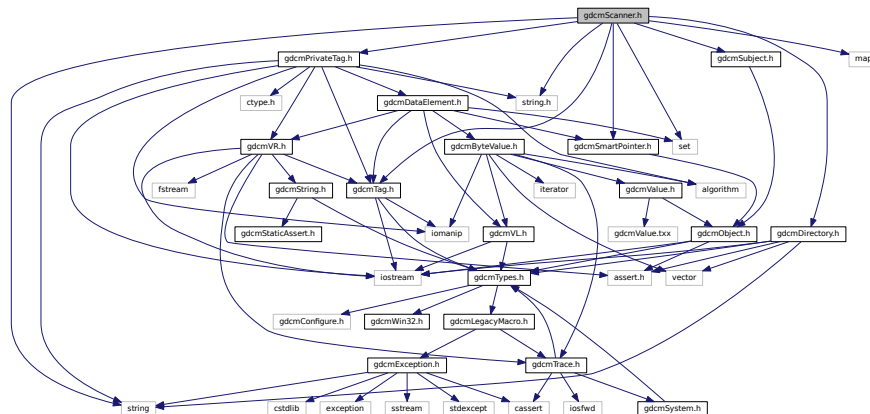 gdcmScanner.h
gdcmPrivateTag.h
gdcmSubject.h
map
ctype.h
gdcmDataElement.h
string.h
gdcmVR.h
gdcmByteValue.h
gdcmSmartPointer.h
set
fstream
gdcmString.h
gdcmTag.h
iterator
gdcmValue.h
algorithm
gdcmStaticAssert.h
iomanip
gdcmVL.h
gdcmValue.txx
gdcmObject.h
gdcmDirectory.h
iostream
gdcmTypes.h
assert.h
vector
gdcmConfigure.h
gdcmWin32.h
gdcmLegacyMacro.h
gdcmException.h
gdcmTrace.h
string
cstdlib
exception
sstream
stdexcept
cassert
iosfwd
gdcmSystem.h